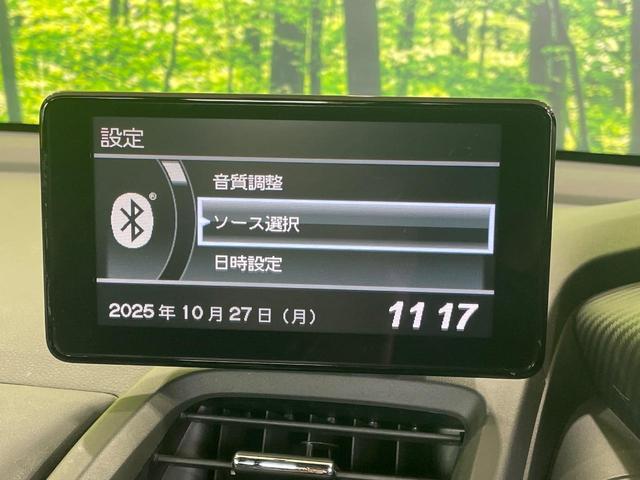 設定
音質調整
ソース選択
日時設定
2025年10月27日（月）
11 17